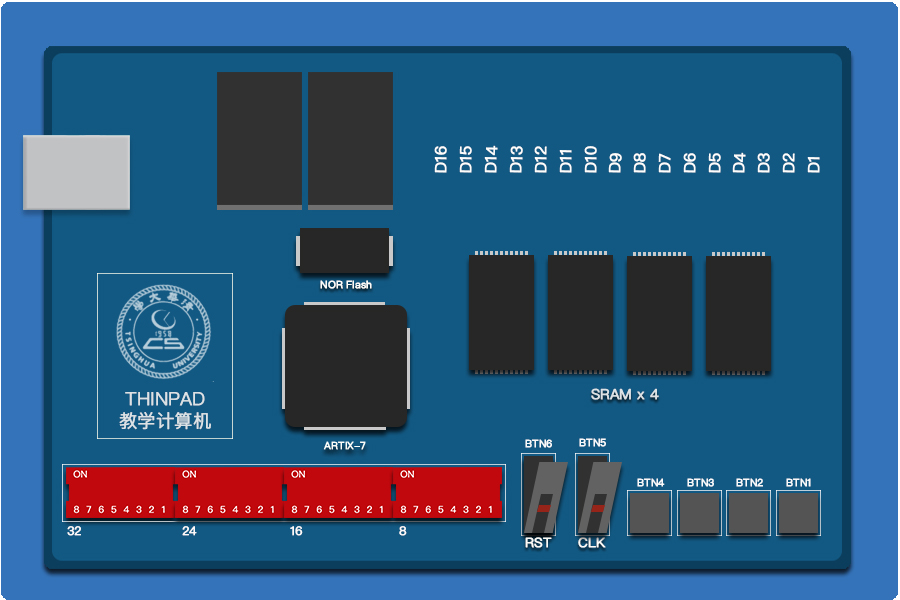 D16 D15 D14 D13 D12 D11 D10 D9 D8 D7 D6 D5 D4 D3 D2 D1
NOR Flash
清華大學
TSINGHUA UNIVERSITY
1958
CS
THINPAD
教学计算机
SRAM x 4
ARTIX-7
BTN6
BTN5
BTN4
BTN3
BTN2
BTN1
RST
CLK
ON
ON
ON
ON
8 7 6 5 4 3 2 1
8 7 6 5 4 3 2 1
8 7 6 5 4 3 2 1
8 7 6 5 4 3 2 1
32
24
16
8